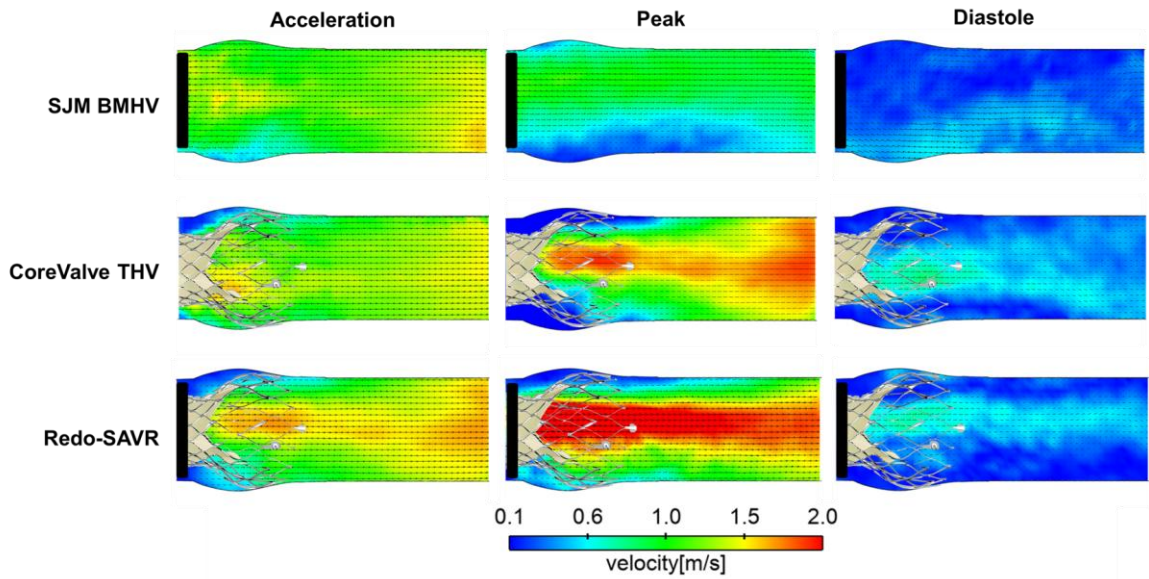 Acceleration Peak Diastole
SJM BMHV
CoreValve THV
Redo-SAVR
0.1 0.6 1.0 1.5 2.0
velocity[m/s]